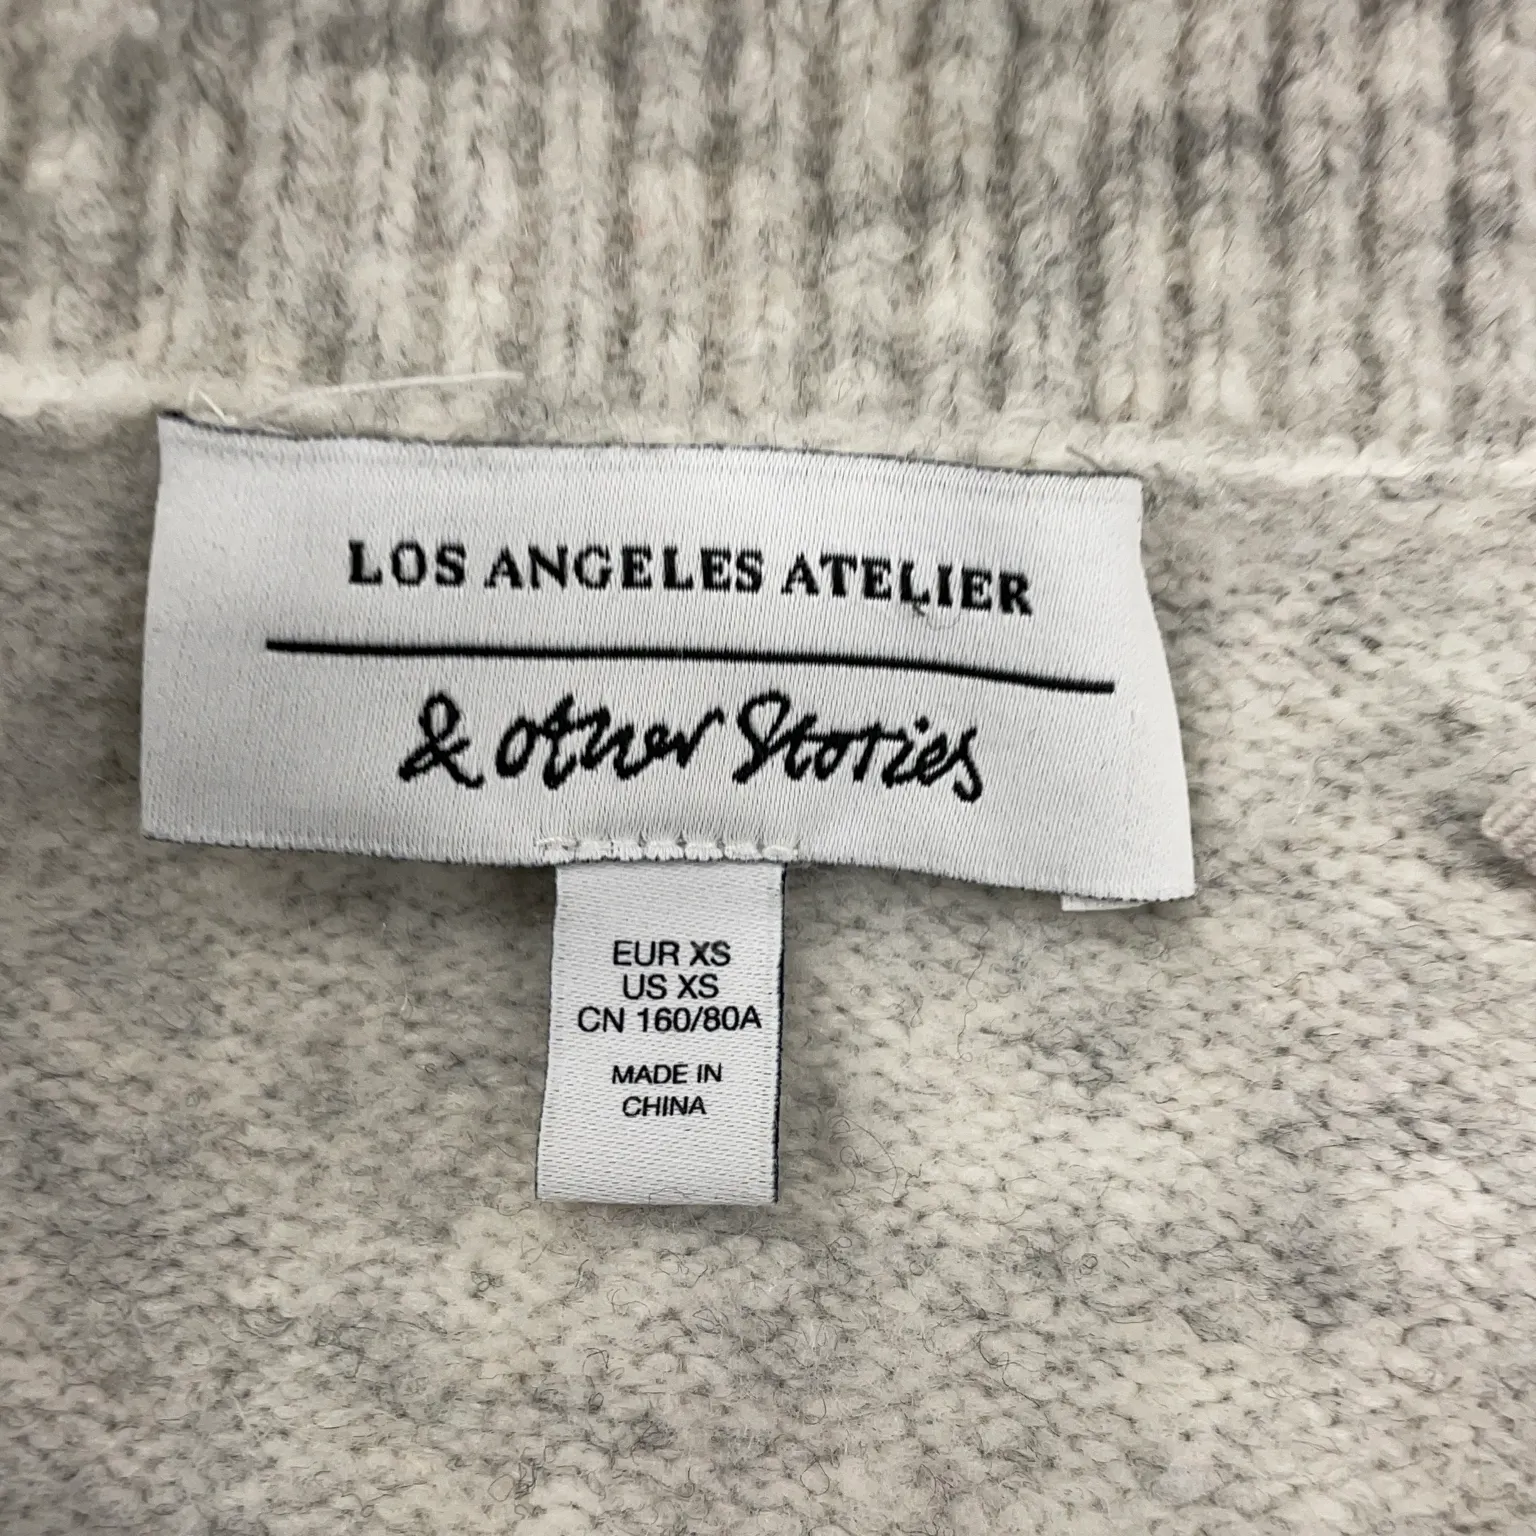 LOS ANGELES ATELIER
& other Stories
EUR XS
US XS
CN 160/80A
MADE IN
CHINA